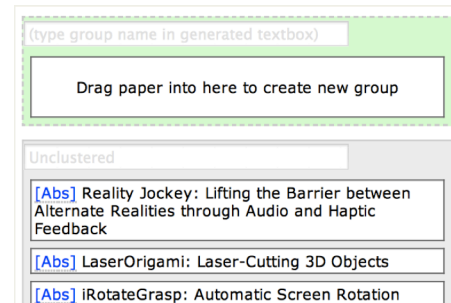 (type group name in generated textbox)
Drag paper into here to create new group
Unclustered
[Abs] Reality Jockey: Lifting the Barrier between
Alternate Realities through Audio and Haptic
Feedback
[Abs] LaserOrigami: Laser-Cutting 3D Objects
[Abs] iRotateGrasp: Automatic Screen Rotation